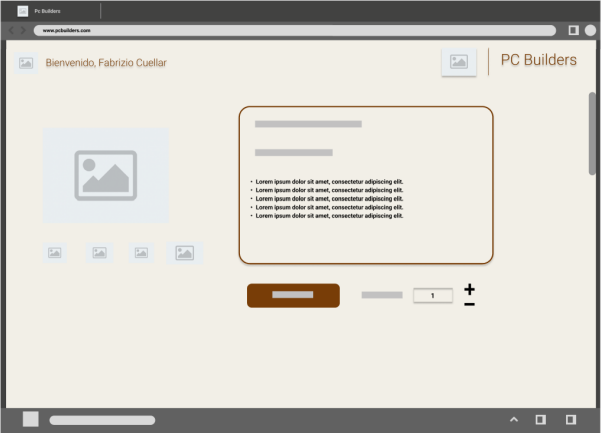 Pc Builders
www.pcbuilders.com
Bienvenido, Fabrizio Cuellar
PC Builders
• Lorem ipsum dolor sit amet, consectetur adipiscing elit.
• Lorem ipsum dolor sit amet, consectetur adipiscing elit.
• Lorem ipsum dolor sit amet, consectetur adipiscing elit.
• Lorem ipsum dolor sit amet, consectetur adipiscing elit.
• Lorem ipsum dolor sit amet, consectetur adipiscing elit.
1